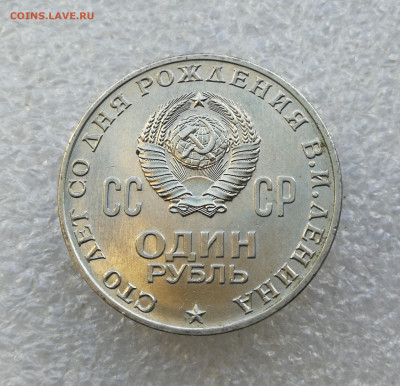 COINS.LAVE.RU
СТО ЛЕТ СО ДНЯ РОЖДЕНИЯ В.И.ЛЕНИНА
СС СР
ОДИН
РУБЛЬ